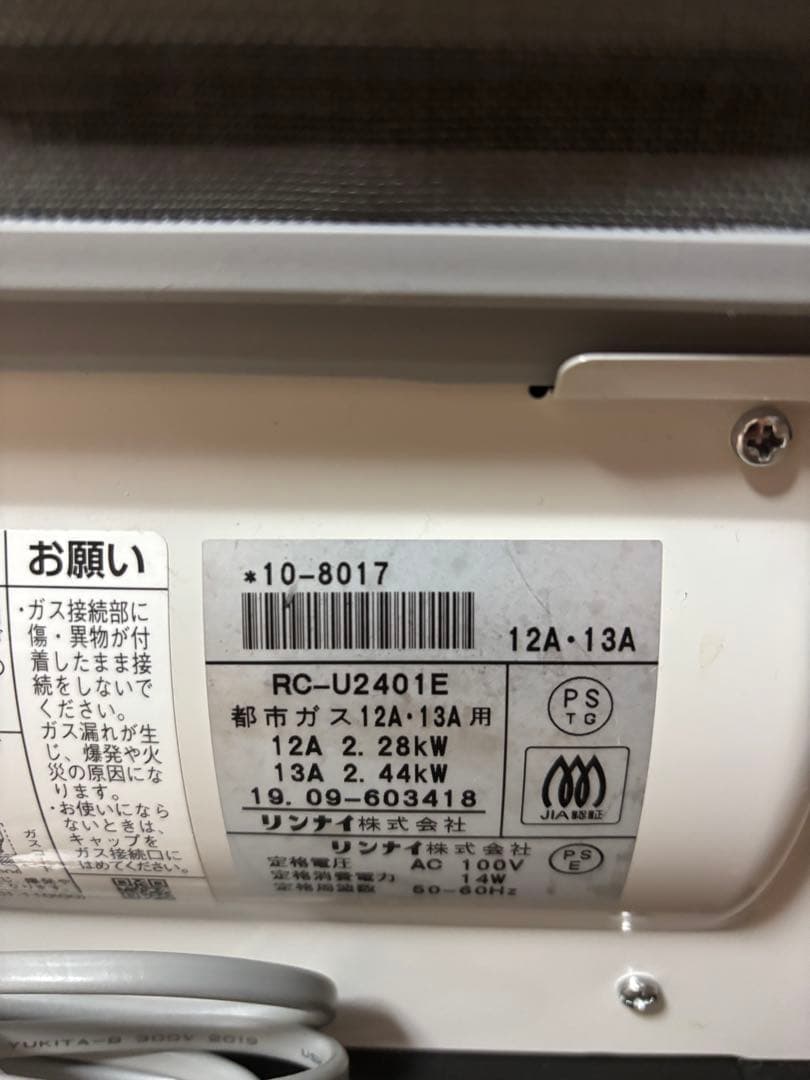 お願い
・ガス接続部に
傷・異物が付
着したまま接
続をしないで
ください。
ガス漏れが生
じ、爆発や火
災の原因にな
ります。
・お使いになら
ないときは、
キャップを
ガス接続口に
はめてください。
*10-8017
12A・13A
RC-U2401E
都市ガス12A・13A用
12A 2. 28kW
13A 2. 44kW
19. 09-603418
リンナイ株式会社
PS
TG
JIA認証
リンナイ株式会社
定格電圧 AC 100V
定格消費電力 14W
定格周波数 50-60Hz
PS
E
YUKITA-B 300V 2019